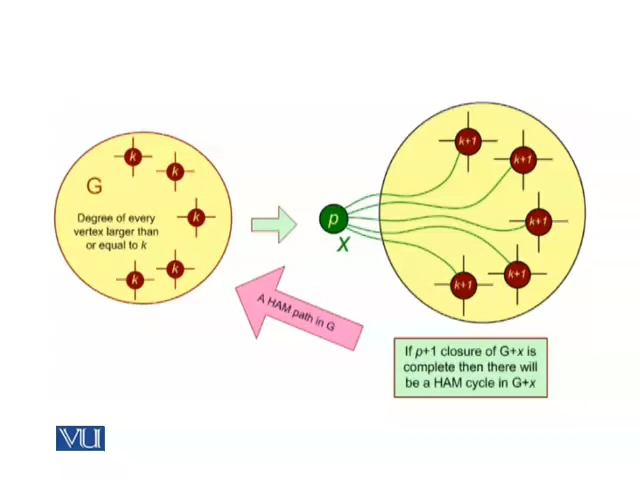 G
Degree of every
vertex larger than
or equal to k
k
k
k
k
k
p
X
k+1
k+1
k+1
k+1
k+1
A HAM path in G
If p+1 closure of G+x is
complete then there will
be a HAM cycle in G+x
VU